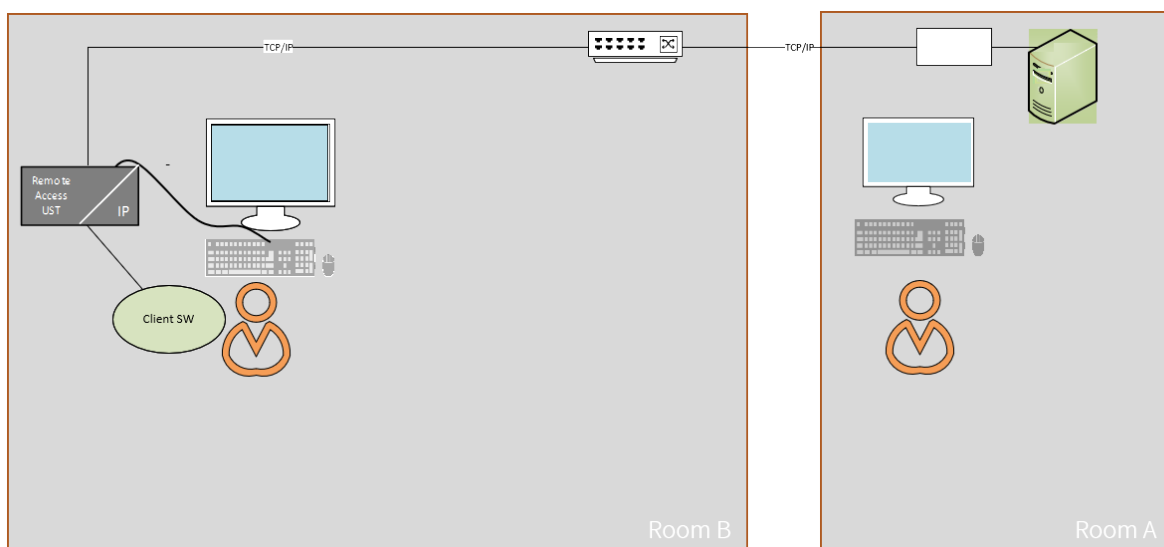 TCP/IP
TCP/IP
Remote
Access
UST
IP
-
Client SW
Room B
Room A